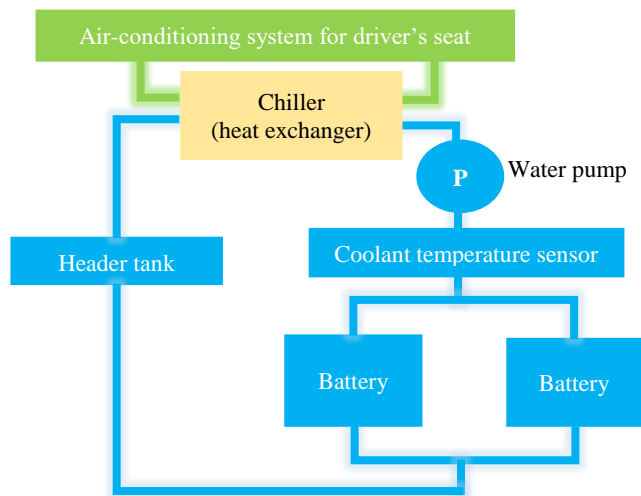 Air-conditioning system for driver’s seat
Chiller
(heat exchanger)
P
Water pump
Header tank
Coolant temperature sensor
Battery
Battery